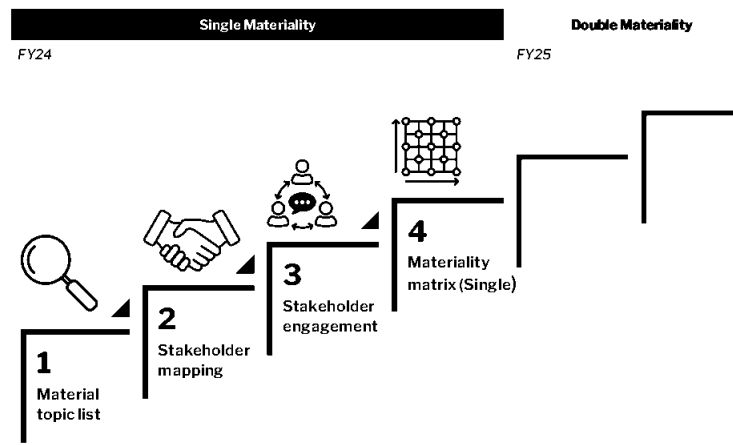 Single Materiality
Double Materiality
FY24
FY25
4
Materiality
matrix (Single)
3
Stakeholder
engagement
2
Stakeholder
mapping
1
Material
topic list